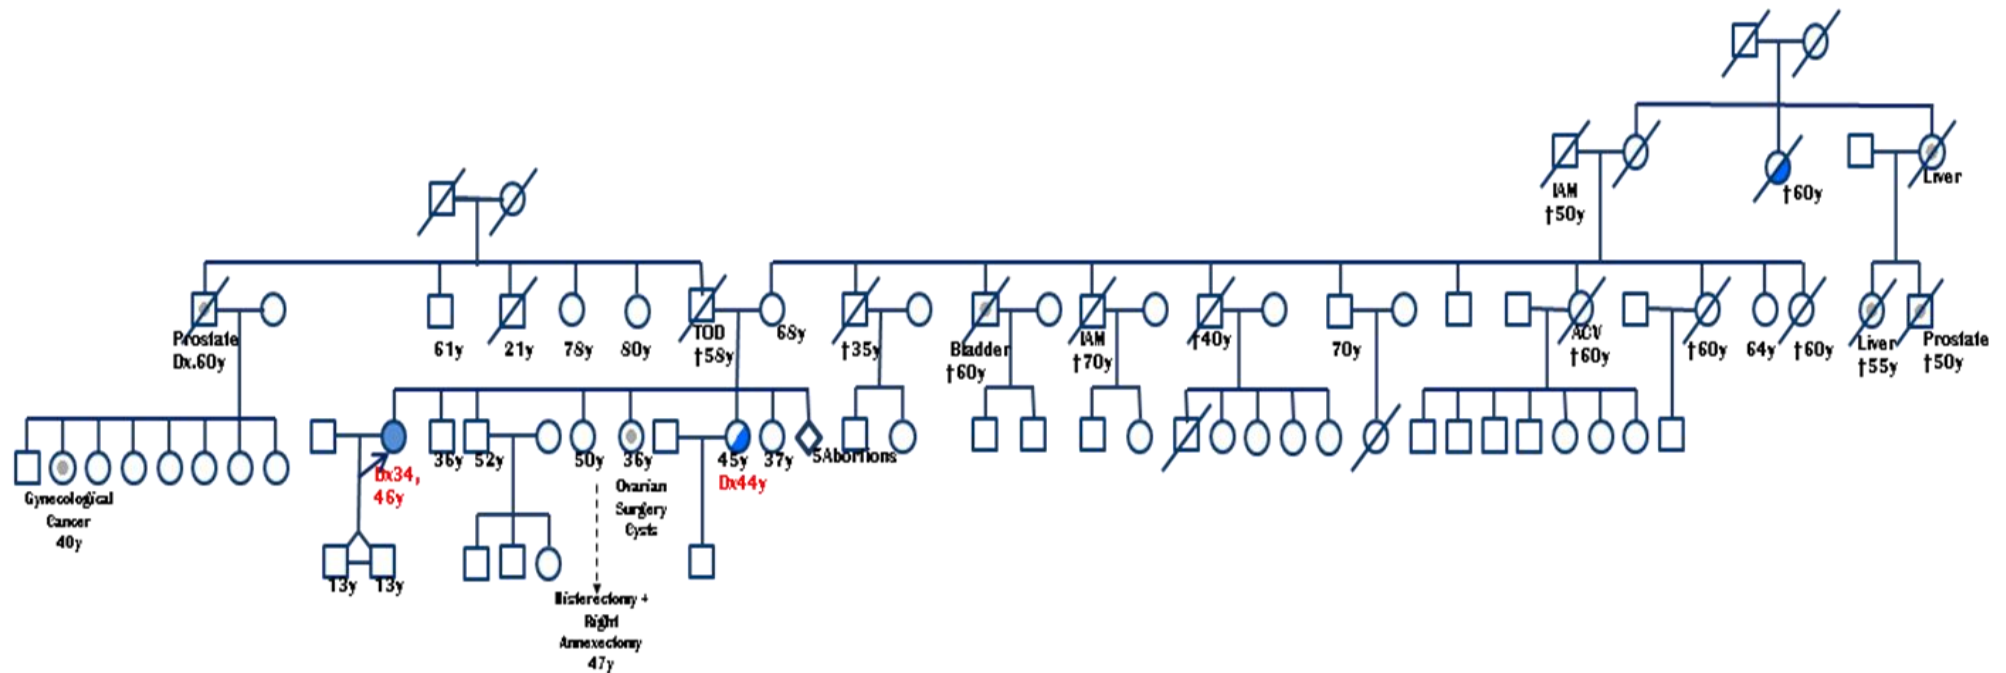 Liver
IAM
†50y
†60y
Prostate
Dx.60y
61y
21y
78y
80y
TOD
†58y
68y
†35y
Bladder
†60y
IAM
†70y
†40y
70y
ACV
†60y
†60y
64y
†60y
Liver
†55y
Prostate
†50y
Gynecological
Cancer
40y
Dx34,
46y
36y
52y
50y
36y
Ovarian
Surgery
Cysts
45y
Dx44y
37y
5Abortions
13y
13y
Histerectomy +
Right
Annexectomy
47y